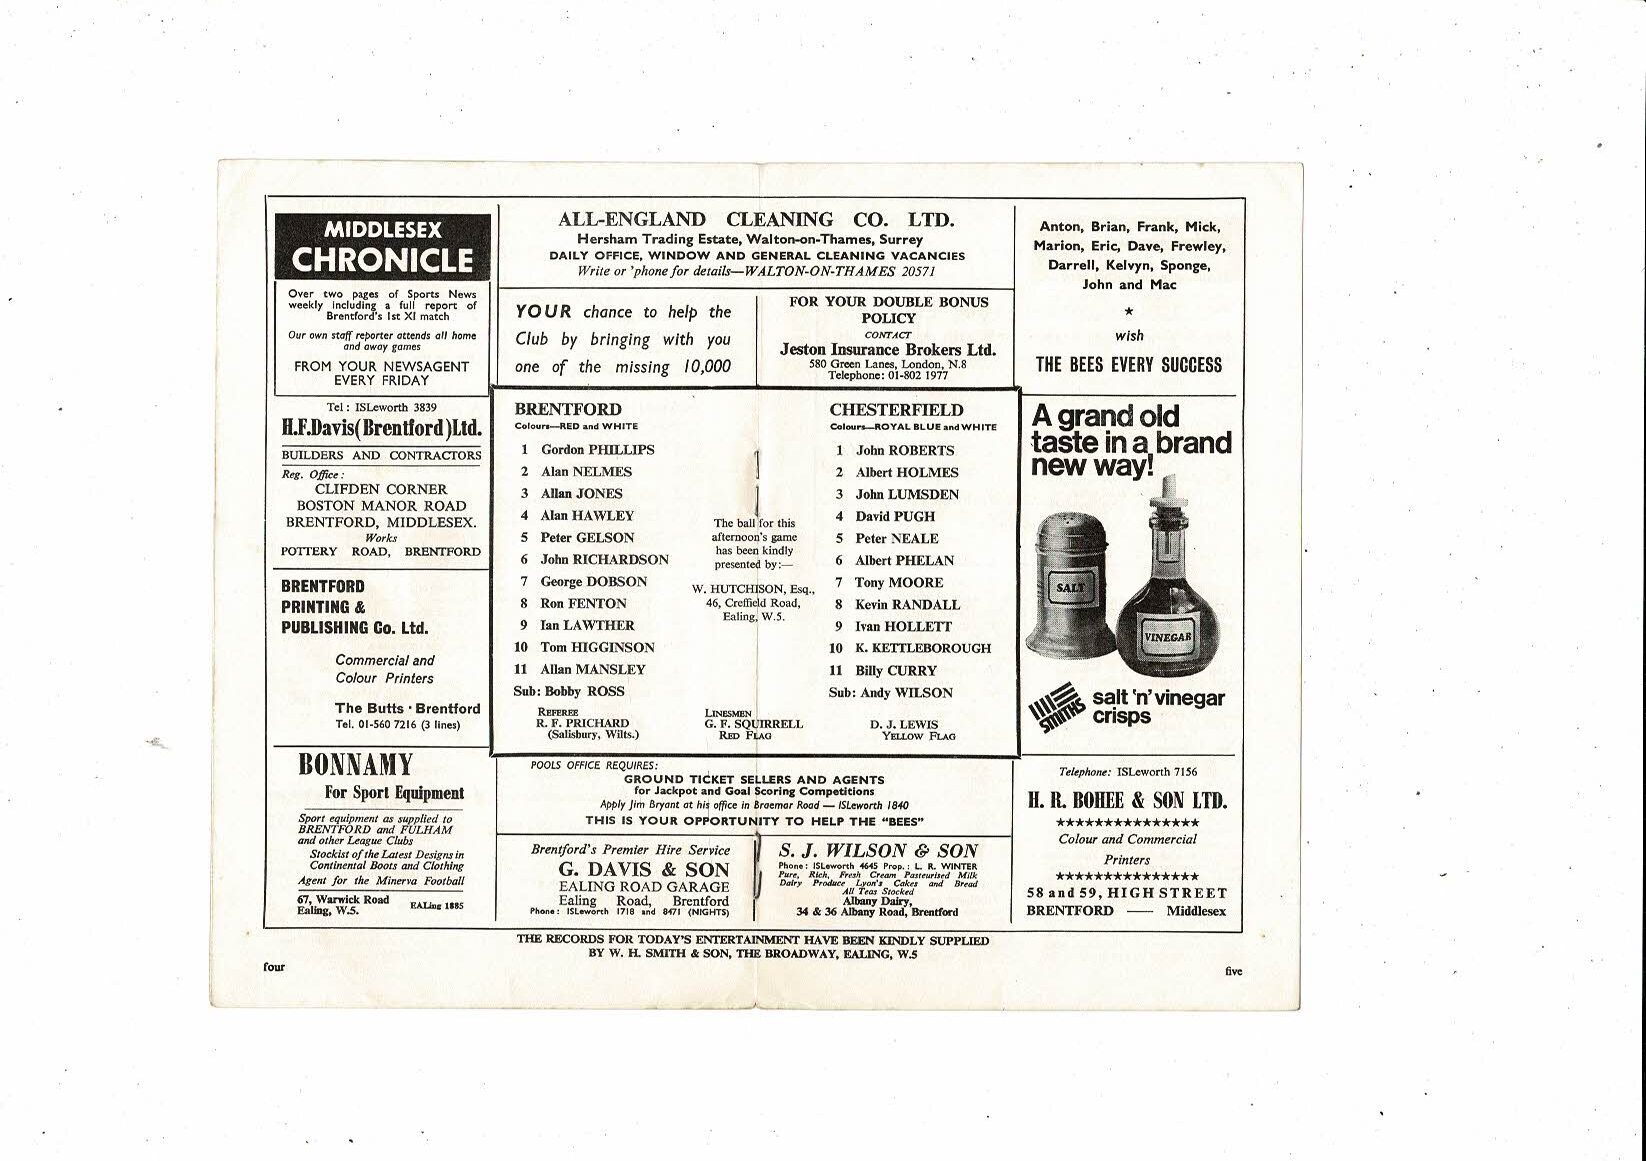 MIDDLESEX
CHRONICLE
Over two pages of Sports News
weekly including a full report of
Brentford's 1st XI match
Our own staff reporter attends all home
and away games
FROM YOUR NEWSAGENT
EVERY FRIDAY
Tel: ISLeworth 3839
H.F.Davis(Brentford)Ltd.
BUILDERS AND CONTRACTORS
Reg. Office:
CLIFDEN CORNER
BOSTON MANOR ROAD
BRENTFORD, MIDDLESEX.
Works
POTTERY ROAD, BRENTFORD
BRENTFORD
PRINTING &
PUBLISHING Co. Ltd.
Commercial and
Colour Printers
The Butts · Brentford
Tel. 01-560 7216 (3 lines)
BONNAMY
For Sport Equipment
Sport equipment as supplied to
BRENTFORD and FULHAM
and other League Clubs
Stockist of the Latest Designs in
Continental Boots and Clothing
Agent for the Minerva Football
67, Warwick Road
Ealing, W.5.
EALing 1885
ALL-ENGLAND CLEANING CO. LTD.
Hersham Trading Estate, Walton-on-Thames, Surrey
DAILY OFFICE, WINDOW AND GENERAL CLEANING VACANCIES
Write or 'phone for details—WALTON-ON-THAMES 20571
YOUR chance to help the
Club by bringing with you
one of the missing 10,000
FOR YOUR DOUBLE BONUS
POLICY
CONTACT
Jeston Insurance Brokers Ltd.
580 Green Lanes, London, N.8
Telephone: 01-802 1977
BRENTFORD
Colours—RED and WHITE
1 Gordon PHILLIPS
2 Alan NELMES
3 Allan JONES
4 Alan HAWLEY
5 Peter GELSON
6 John RICHARDSON
7 George DOBSON
8 Ron FENTON
9 Ian LAWTHER
10 Tom HIGGINSON
11 Allan MANSLEY
Sub: Bobby ROSS
The ball for this
afternoon's game
has been kindly
presented by:—
W. HUTCHISON, Esq.,
46, Creffield Road,
Ealing, W.5.
CHESTERFIELD
Colours—ROYAL BLUE and WHITE
1 John ROBERTS
2 Albert HOLMES
3 John LUMSDEN
4 David PUGH
5 Peter NEALE
6 Albert PHELAN
7 Tony MOORE
8 Kevin RANDALL
9 Ivan HOLLETT
10 K. KETTLEBOROUGH
11 Billy CURRY
Sub: Andy WILSON
REFEREE
R. F. PRICHARD
(Salisbury, Wilts.)
LINESMEN
G. F. SQUIRRELL
RED FLAG
D. J. LEWIS
YELLOW FLAG
POOLS OFFICE REQUIRES:
GROUND TICKET SELLERS AND AGENTS
for Jackpot and Goal Scoring Competitions
Apply Jim Bryant at his office in Braemar Road — ISLeworth 1840
THIS IS YOUR OPPORTUNITY TO HELP THE "BEES"
Brentford's Premier Hire Service
G. DAVIS & SON
EALING ROAD GARAGE
Ealing Road, Brentford
Phone: ISLeworth 1718 and 8471 (NIGHTS)
S. J. WILSON & SON
Phone: ISLeworth 4645 Prop.: L. R. WINTER
Pure, Rich, Fresh Cream Pasteurised Milk
Dairy Produce Lyon's Cakes and Bread
All Teas Stocked
Albany Dairy,
34 & 36 Albany Road, Brentford
Anton, Brian, Frank, Mick,
Marion, Eric, Dave, Frewley,
Darrell, Kelvyn, Sponge,
John and Mac
★
wish
THE BEES EVERY SUCCESS
A grand old
taste in a brand
new way!
SALT
VINEGAR
SMITHS
salt 'n' vinegar
crisps
Telephone: ISLeworth 7156
H. R. BOHEE & SON LTD.
★★★★★★★★★★★★★★★
Colour and Commercial
Printers
★★★★★★★★★★★★★★★
58 and 59, HIGH STREET
BRENTFORD — Middlesex
THE RECORDS FOR TODAY'S ENTERTAINMENT HAVE BEEN KINDLY SUPPLIED
BY W. H. SMITH & SON, THE BROADWAY, EALING, W.5
four
five